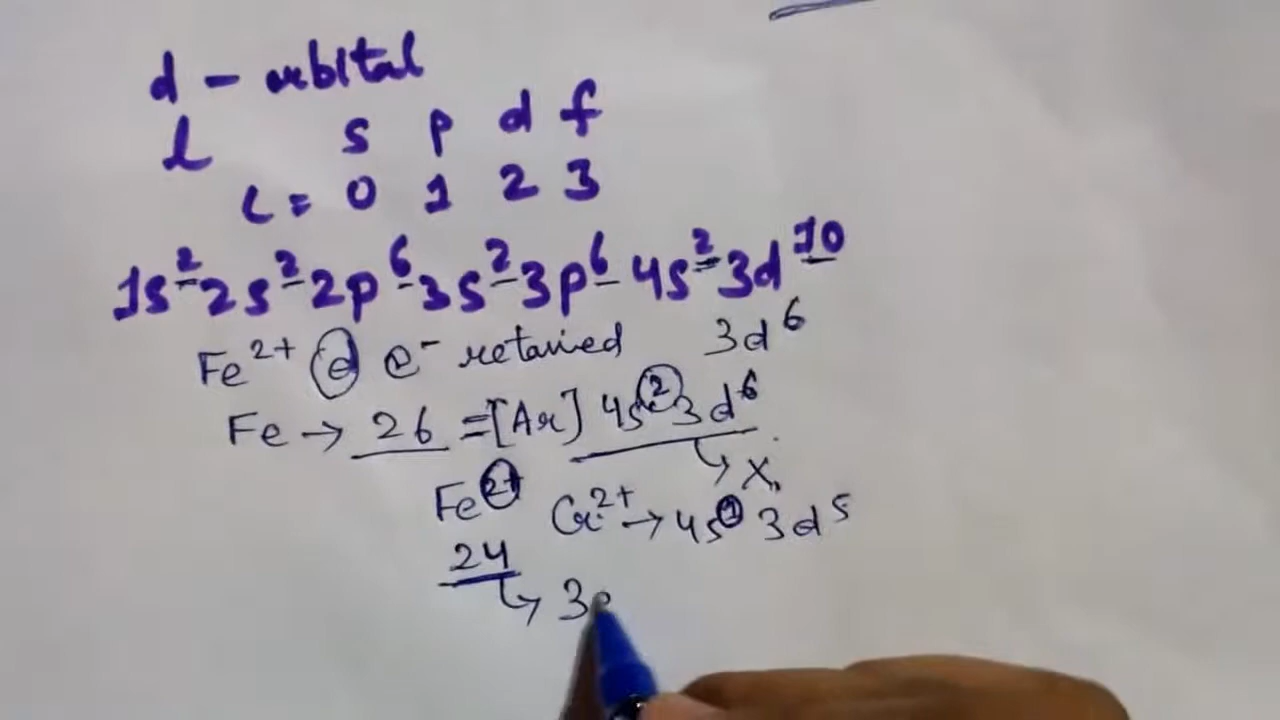 d - orbital
l s p d f
l = 0 1 2 3
1s² 2s² 2p⁶ 3s² 3p⁶ 4s² 3d¹⁰
Fe²⁺ d e⁻ retained 3d⁶
Fe → 26 = [Ar] 4s² 3d⁶
↳ X
Fe²⁺ Cr²⁺ → 4s¹ 3d⁵
24
↳ 3